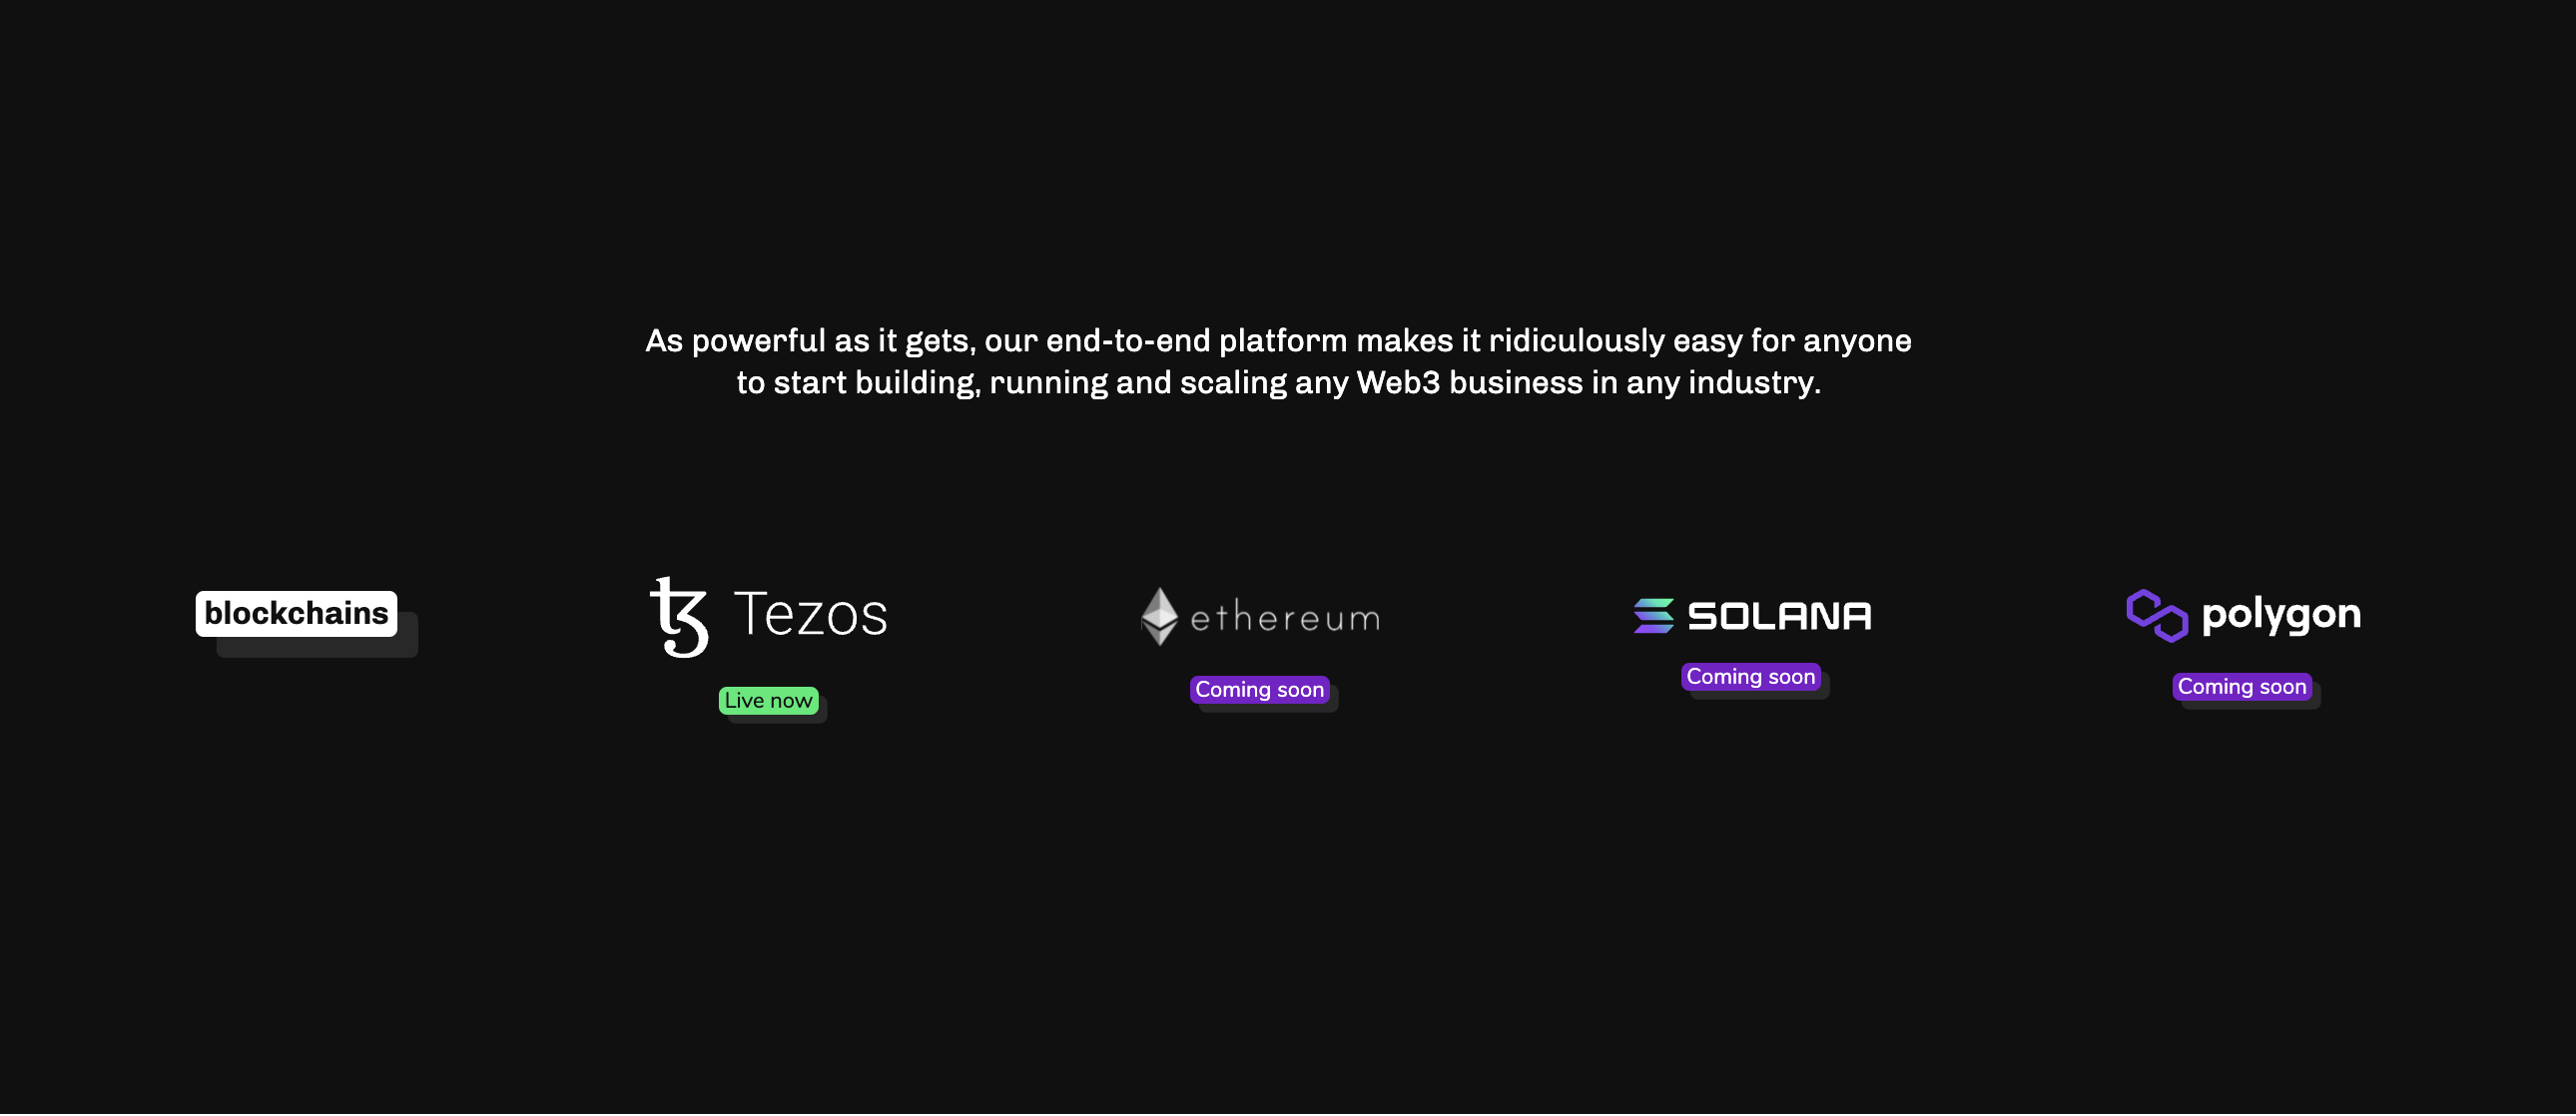 As powerful as it gets, our end-to-end platform makes it ridiculously easy for anyone
to start building, running and scaling any Web3 business in any industry.
blockchains
Tezos
Live now
ethereum
Coming soon
SOLANA
Coming soon
polygon
Coming soon